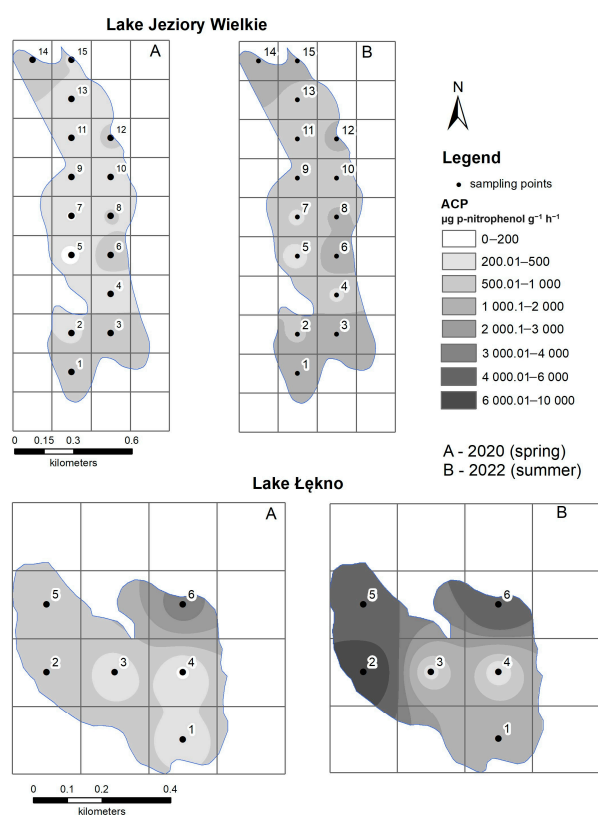 Lake Jeziory Wielkie
A
14 15
13
11 12
9 10
7 8
5 6
4
2 3
1
0 0.15 0.3 0.6
kilometers
B
14 15
13
11 12
9 10
7 8
5 6
4
2 3
1
N
Legend
sampling points
ACP
µg p-nitrophenol g⁻¹ h⁻¹
0–200
200.01–500
500.01–1 000
1 000.1–2 000
2 000.1–3 000
3 000.01–4 000
4 000.01–6 000
6 000.01–10 000
A - 2020 (spring)
B - 2022 (summer)
Lake Łękno
A
5 6
2 3 4
1
0 0.1 0.2 0.4
kilometers
B
5 6
2 3 4
1